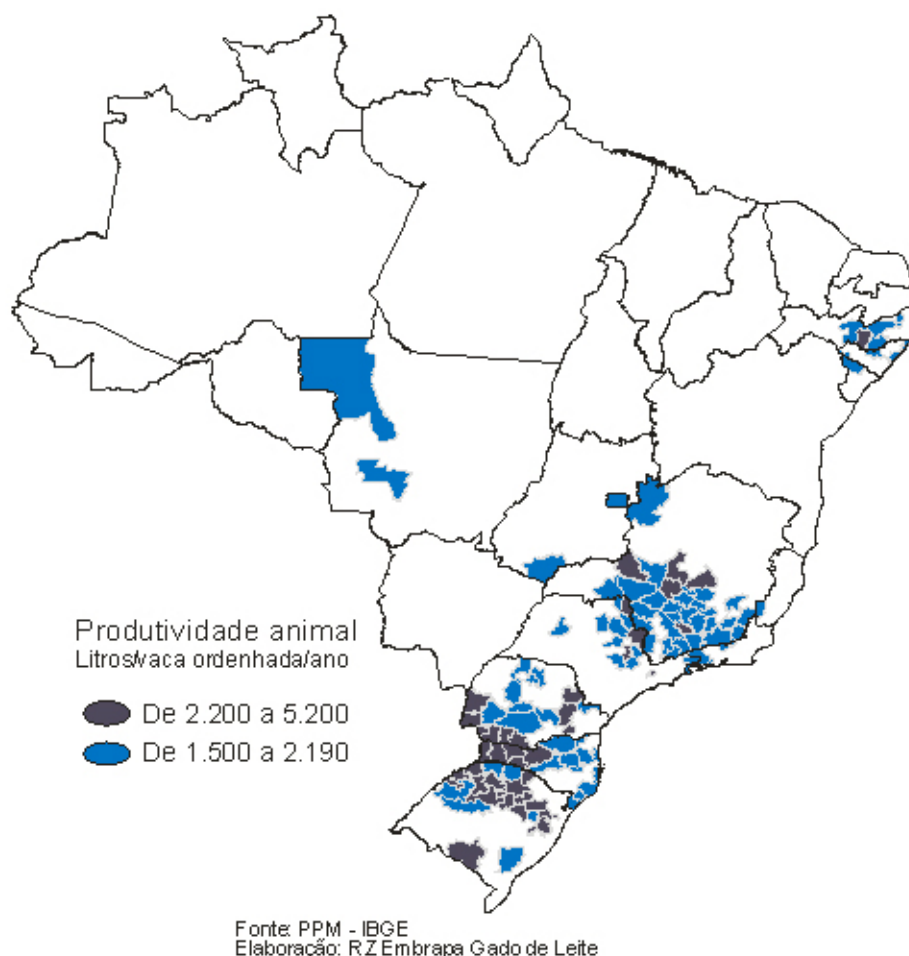 Produtividade animal
Litros/vaca ordenhada/ano
De 2.200 a 5.200
De 1.500 a 2.190
Fonte: PPM - IBGE
Elaboração: R.Z Embrapa Gado de Leite